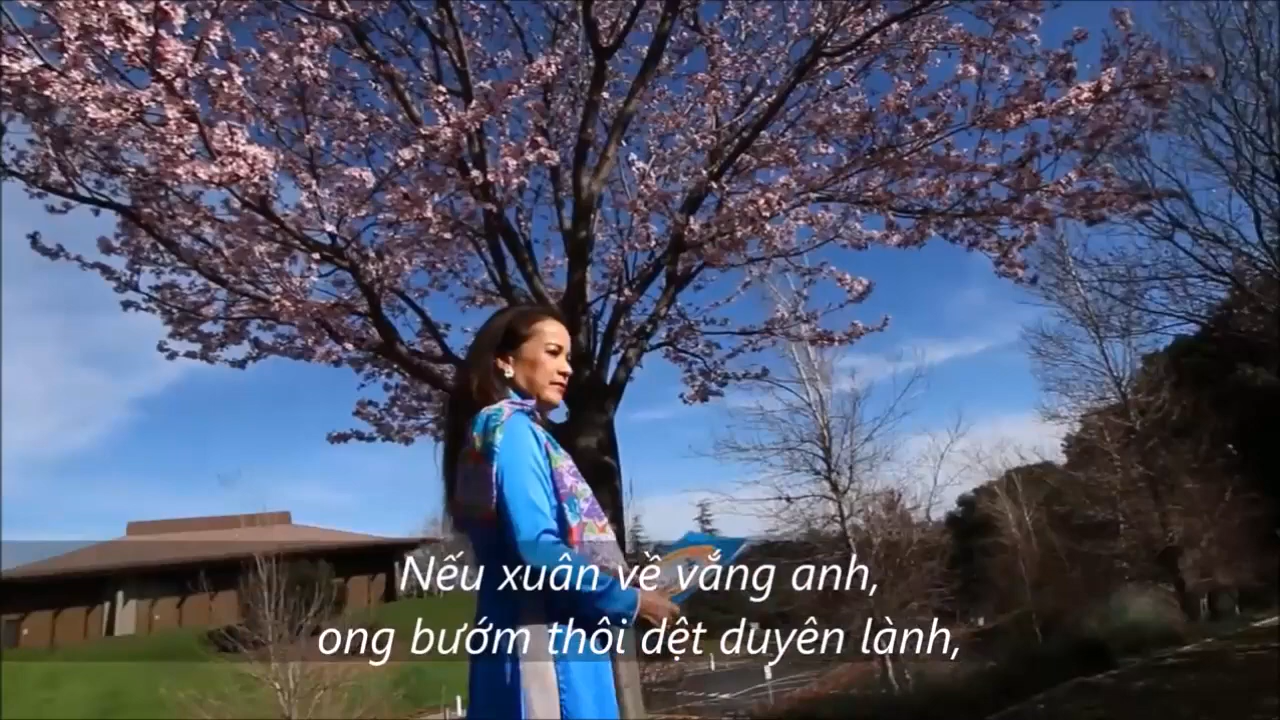 Nếu xuân về vắng anh,
ong bướm thôi dệt duyên lành,